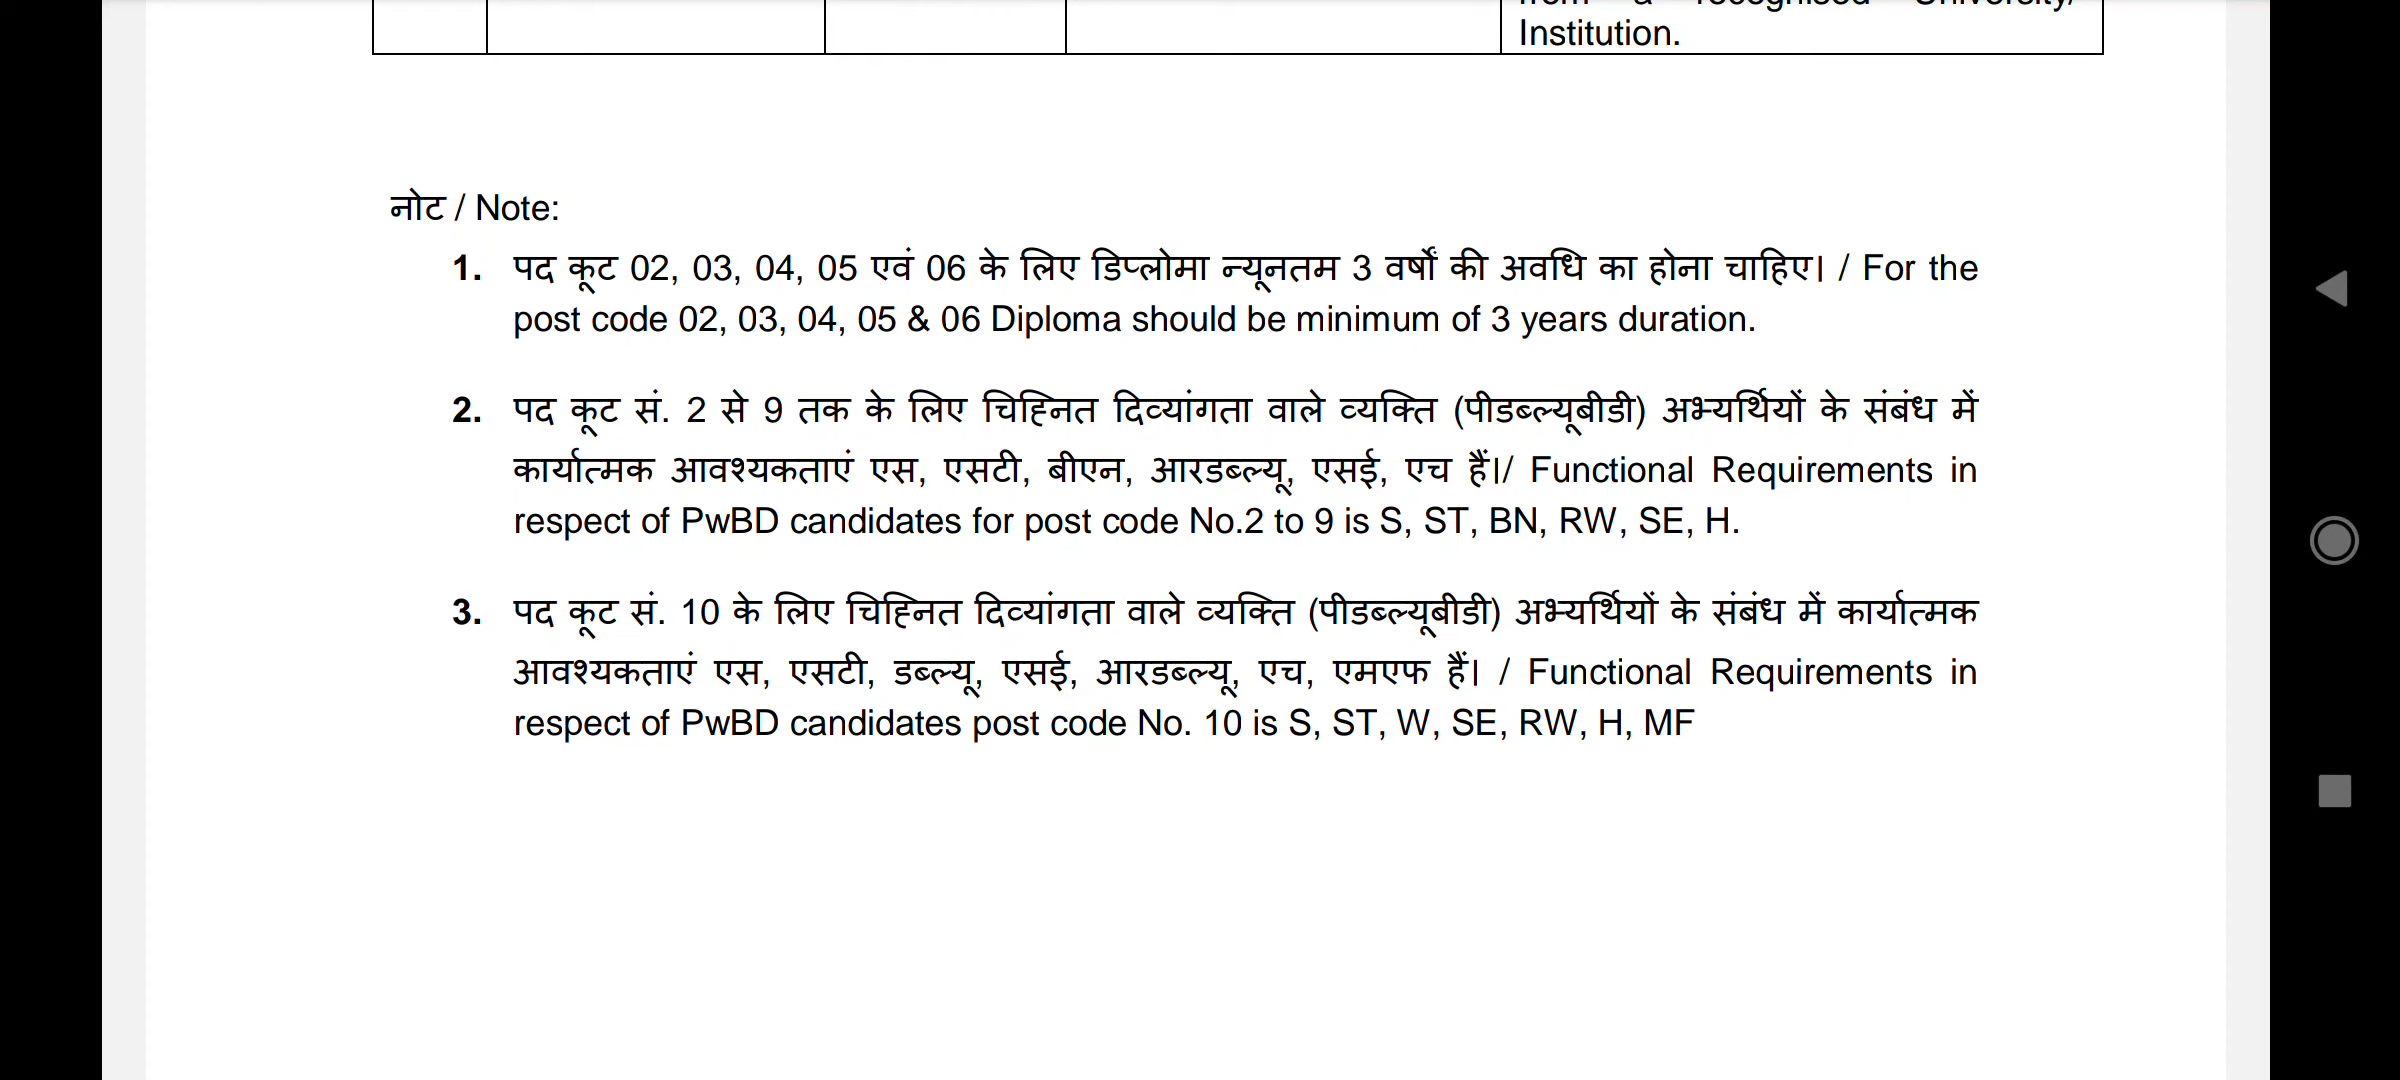 from a recognised University/
Institution.
नोट / Note:
1. पद कूट 02, 03, 04, 05 एवं 06 के लिए डिप्लोमा न्यूनतम 3 वर्षों की अवधि का होना चाहिए। / For the
post code 02, 03, 04, 05 & 06 Diploma should be minimum of 3 years duration.
2. पद कूट सं. 2 से 9 तक के लिए चिह्नित दिव्यांगता वाले व्यक्ति (पीडब्ल्यूबीडी) अभ्यर्थियों के संबंध में
कार्यात्मक आवश्यकताएं एस, एसटी, बीएन, आरडब्ल्यू, एसई, एच हैं।/ Functional Requirements in
respect of PwBD candidates for post code No.2 to 9 is S, ST, BN, RW, SE, H.
3. पद कूट सं. 10 के लिए चिह्नित दिव्यांगता वाले व्यक्ति (पीडब्ल्यूबीडी) अभ्यर्थियों के संबंध में कार्यात्मक
आवश्यकताएं एस, एसटी, डब्ल्यू, एसई, आरडब्ल्यू, एच, एमएफ हैं। / Functional Requirements in
respect of PwBD candidates post code No. 10 is S, ST, W, SE, RW, H, MF